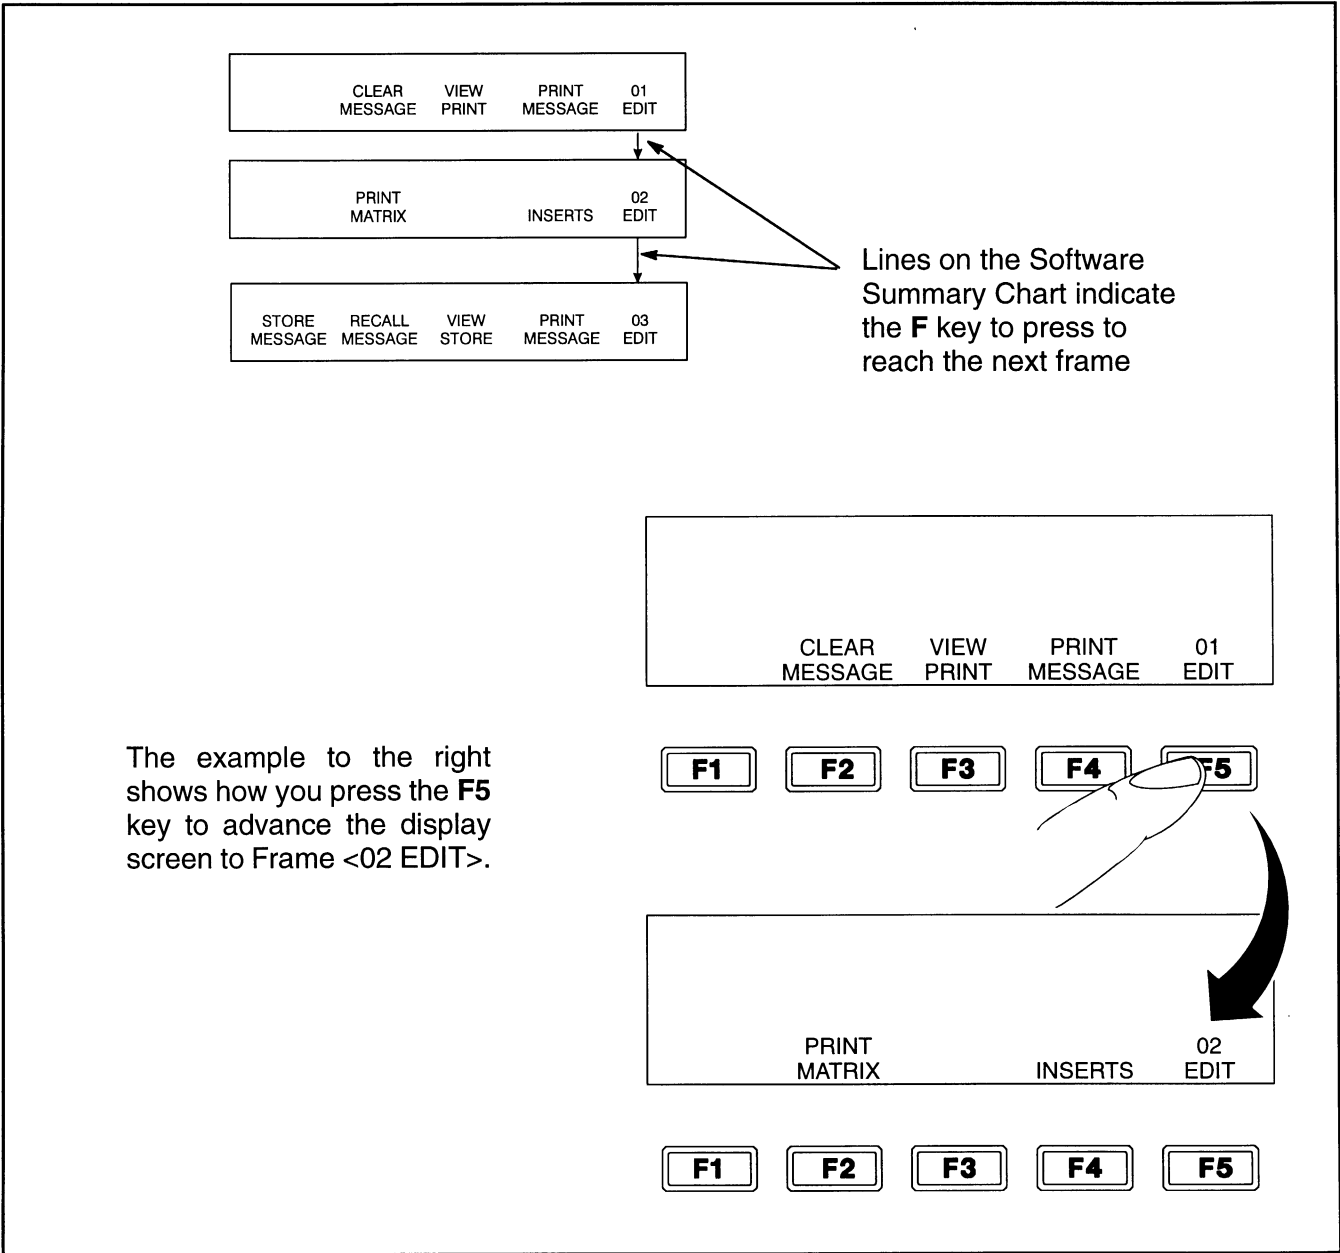 CLEAR VIEW PRINT 01
MESSAGE PRINT MESSAGE EDIT
PRINT 02
MATRIX INSERTS EDIT
STORE RECALL VIEW PRINT 03
MESSAGE MESSAGE STORE MESSAGE EDIT
Lines on the Software
Summary Chart indicate
the F key to press to
reach the next frame
CLEAR VIEW PRINT 01
MESSAGE PRINT MESSAGE EDIT
F1 F2 F3 F4 F5
The example to the right
shows how you press the F5
key to advance the display
screen to Frame <02 EDIT>.
PRINT 02
MATRIX INSERTS EDIT
F1 F2 F3 F4 F5